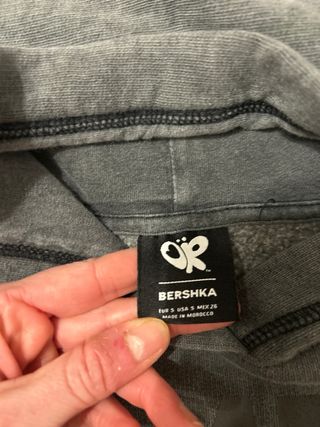 BERSHKA
EUR S USA S MEX 26
MADE IN MOROCCO